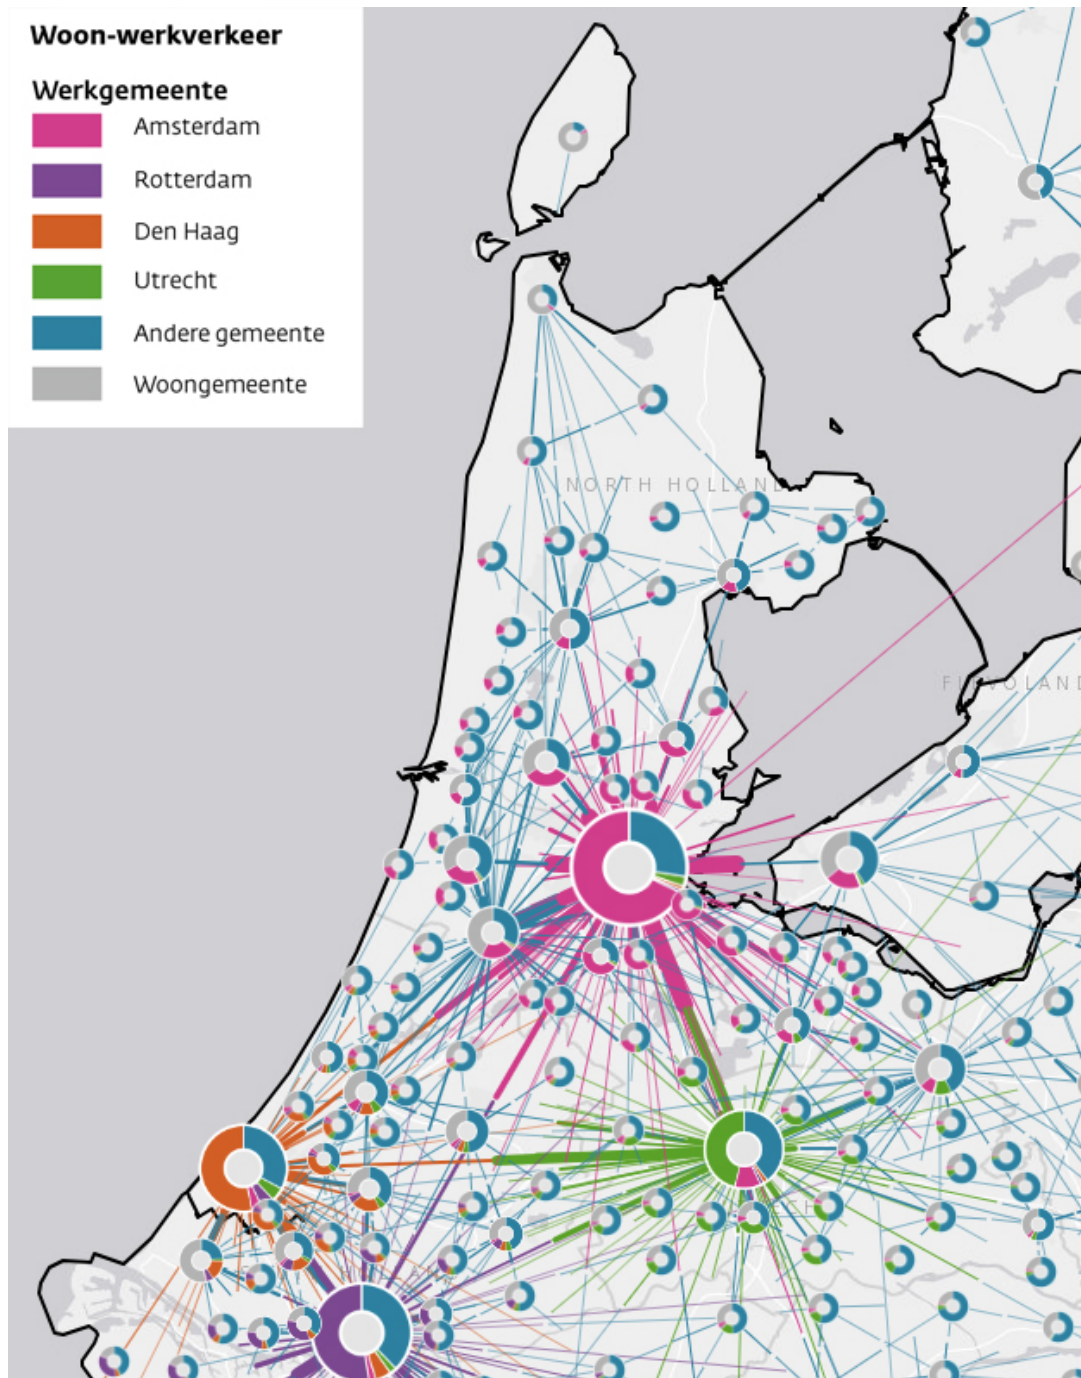 Woon-werkverkeer
Werkgemeente
Amsterdam
Rotterdam
Den Haag
Utrecht
Andere gemeente
Woongemeente
NORTH HOLLAND